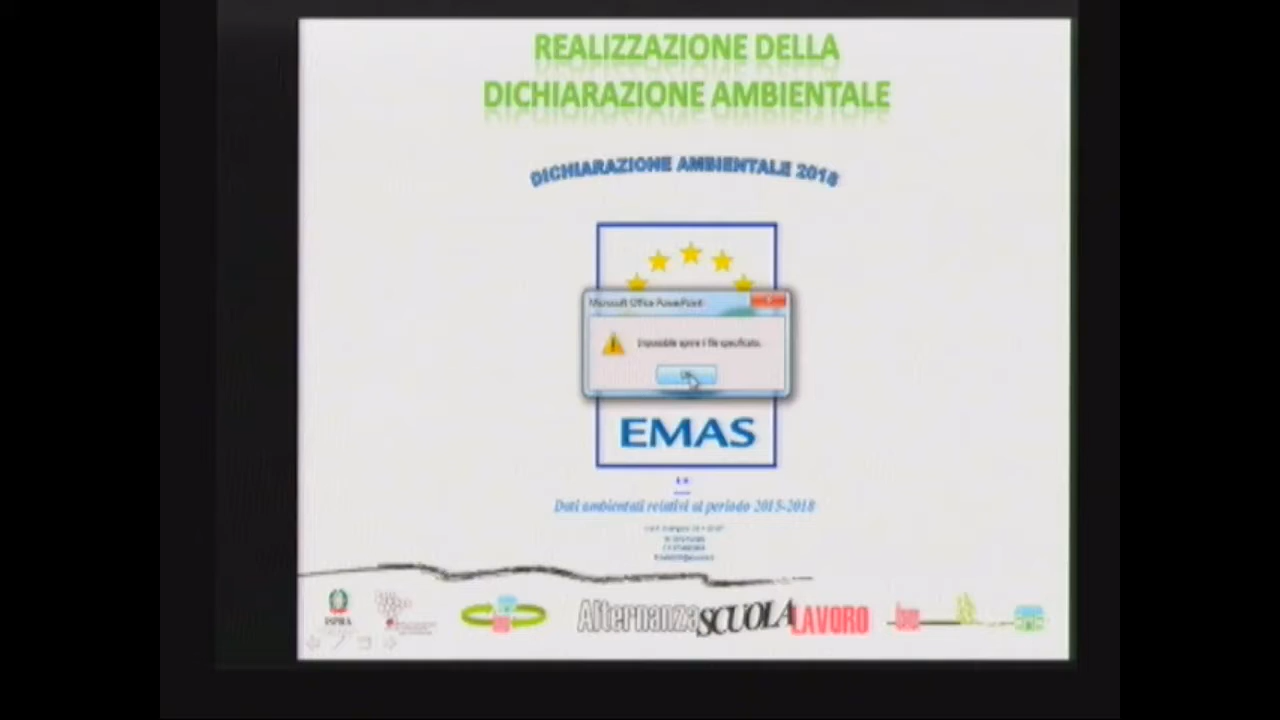 REALIZZAZIONE DELLA
DICHIARAZIONE AMBIENTALE
DICHIARAZIONE AMBIENTALE 2018
Microsoft Office PowerPoint
Impossibile aprire il file specificato.
OK
EMAS
Dati ambientali relativi al periodo 2015-2018
ISPRA
Alternanza SCUOLA LAVORO